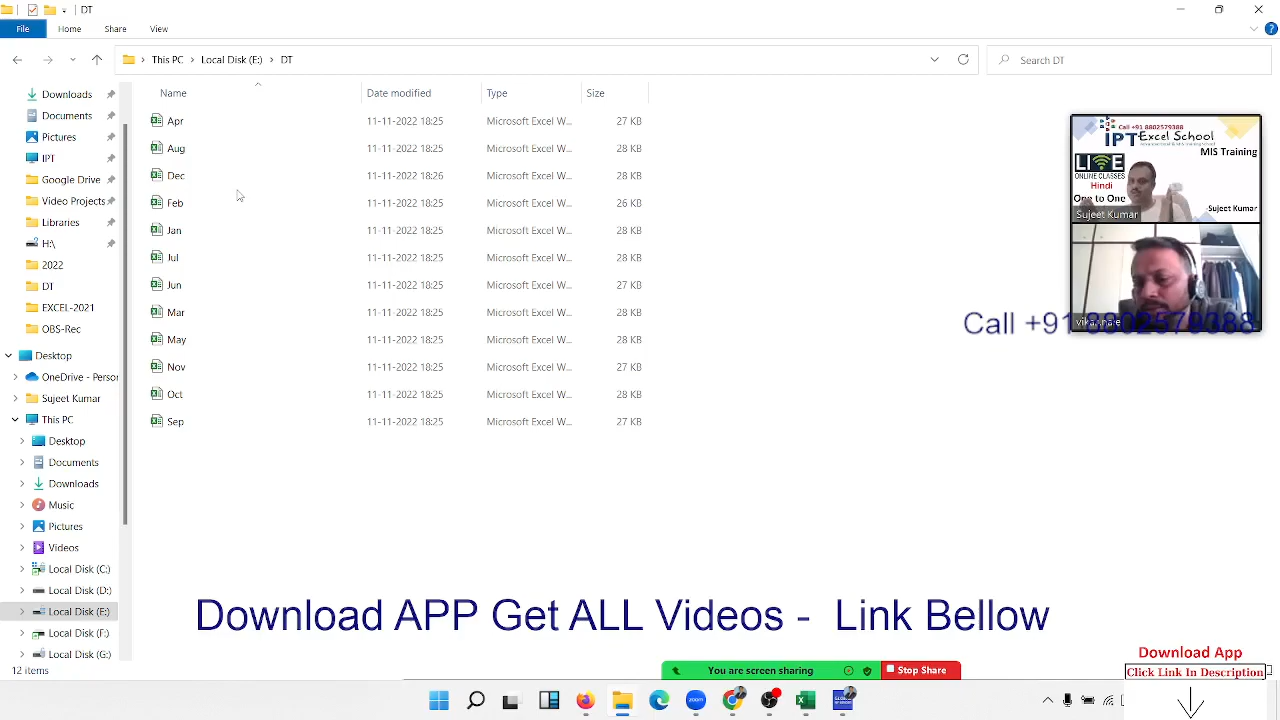 DT
File
Home
Share
View
This PC
Local Disk (E:)
DT
Search DT
Name
Date modified
Type
Size
Apr 11-11-2022 18:25 Microsoft Excel W... 27 KB
Aug 11-11-2022 18:25 Microsoft Excel W... 28 KB
Dec 11-11-2022 18:26 Microsoft Excel W... 28 KB
Feb 11-11-2022 18:25 Microsoft Excel W... 26 KB
Jan 11-11-2022 18:25 Microsoft Excel W... 28 KB
Jul 11-11-2022 18:25 Microsoft Excel W... 28 KB
Jun 11-11-2022 18:25 Microsoft Excel W... 27 KB
Mar 11-11-2022 18:25 Microsoft Excel W... 28 KB
May 11-11-2022 18:25 Microsoft Excel W... 28 KB
Nov 11-11-2022 18:25 Microsoft Excel W... 27 KB
Oct 11-11-2022 18:25 Microsoft Excel W... 28 KB
Sep 11-11-2022 18:25 Microsoft Excel W... 27 KB
Downloads
Documents
Pictures
IPT
Google Drive
Video Projects
Libraries
H:\
2022
DT
EXCEL-2021
OBS-Rec
Desktop
OneDrive - Person
Sujeet Kumar
This PC
Desktop
Documents
Downloads
Music
Pictures
Videos
Local Disk (C:)
Local Disk (D:)
Local Disk (E:)
Local Disk (F:)
Local Disk (G:)
12 items
Call +91 8802579388
IPT Excel School
MIS Training
LIVE
ONLINE CLASSES
Hindi
One to One
-Sujeet Kumar
Sujeet Kumar
Call +91 8802579388
Download APP Get ALL Videos - Link Bellow
You are screen sharing
Stop Share
Download App
Click Link In Description
zoom